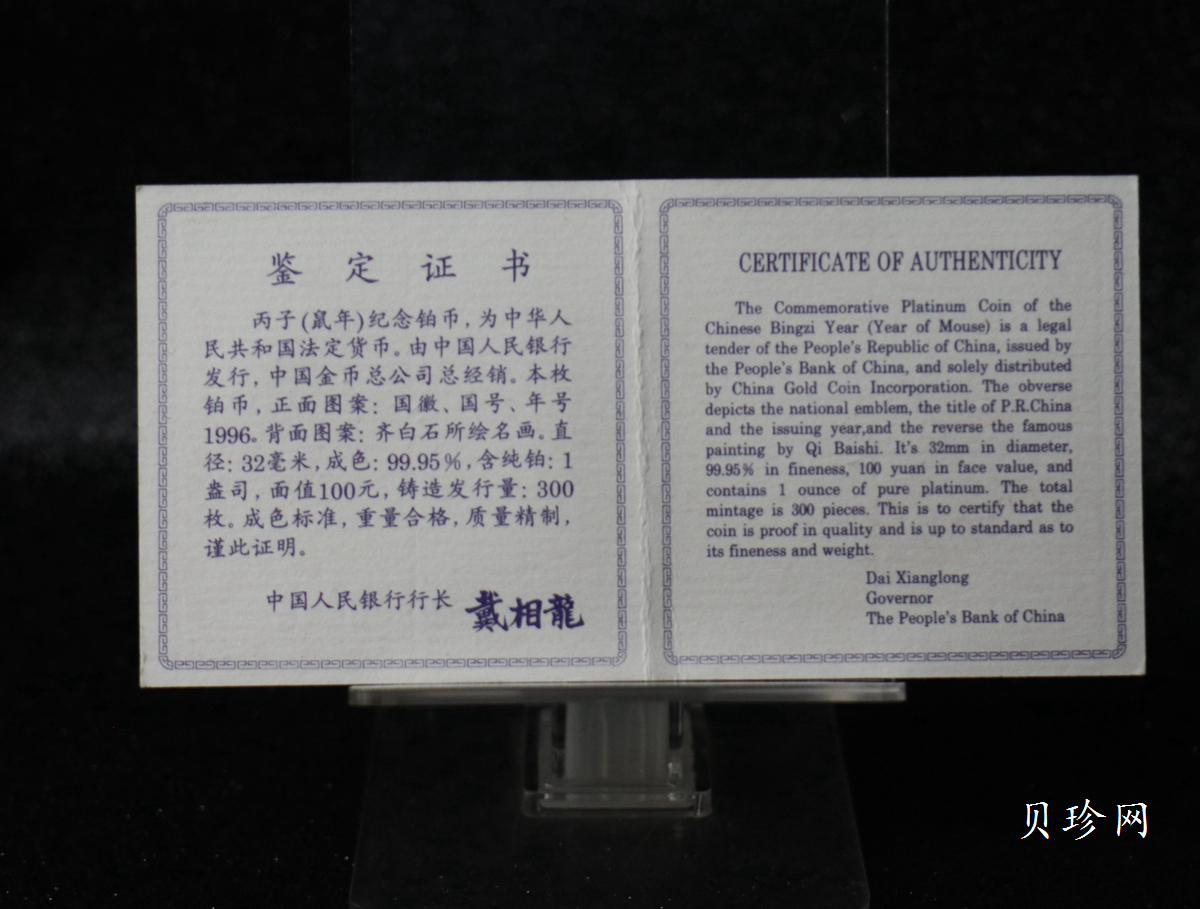 鉴定证书
丙子(鼠年)纪念铂币,为中华人
民共和国法定货币。由中国人民银行
发行,中国金币总公司总经销。本枚
铂币,正面图案:国徽、国号、年号
1996。背面图案:齐白石所绘名画。直
径:32毫米,成色:99.95%,含纯铂:1
盎司,面值100元,铸造发行量:300
枚。成色标准,重量合格,质量精制,
谨此证明。
中国人民银行行长 戴相龍
CERTIFICATE OF AUTHENTICITY
The Commemorative Platinum Coin of the
Chinese Bingzi Year (Year of Mouse) is a legal
tender of the People's Republic of China, issued by
the People's Bank of China, and solely distributed
by China Gold Coin Incorporation. The obverse
depicts the national emblem, the title of P.R.China
and the issuing year,and the reverse the famous
painting by Qi Baishi. It's 32mm in diameter,
99.95% in fineness, 100 yuan in face value, and
contains 1 ounce of pure platinum. The total
mintage is 300 pieces. This is to certify that the
coin is proof in quality and is up to standard as to
its fineness and weight.
Dai Xianglong
Governor
The People's Bank of China
贝珍网